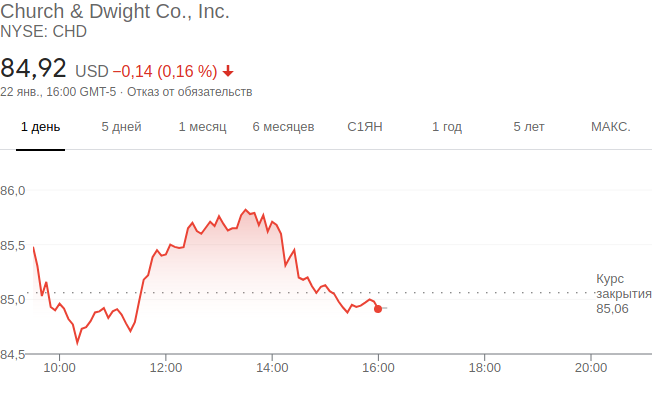 Church & Dwight Co., Inc.
NYSE: CHD
84,92 USD −0,14 (0,16 %)
22 янв., 16:00 GMT-5 · Отказ от обязательств
1 день 5 дней 1 месяц 6 месяцев С1ЯН 1 год 5 лет МАКС.
86,0
85,5
Курс
закрытия
85,06
85,0
84,5
10:00 12:00 14:00 16:00 18:00 20:00